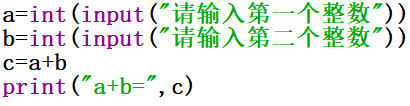 a=int(input("请输入第一个整数"))
b=int(input("请输入第二个整数"))
c=a+b
print("a+b=",c)